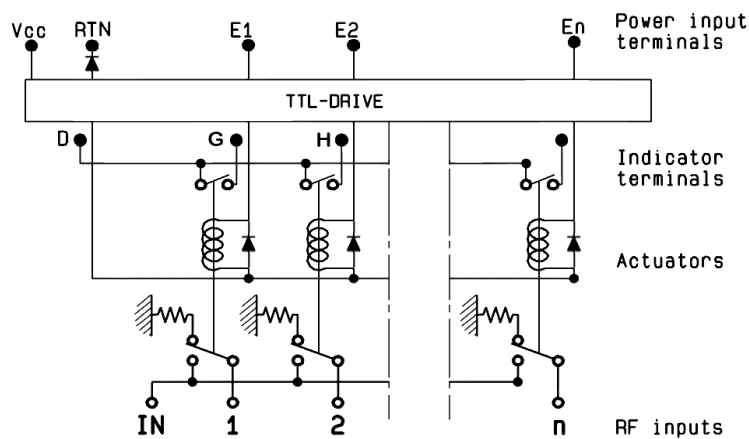 Vcc RTN E1 E2 En Power input
terminals
TTL-DRIVE
D G H Indicator
terminals
Actuators
IN 1 2 n RF inputs